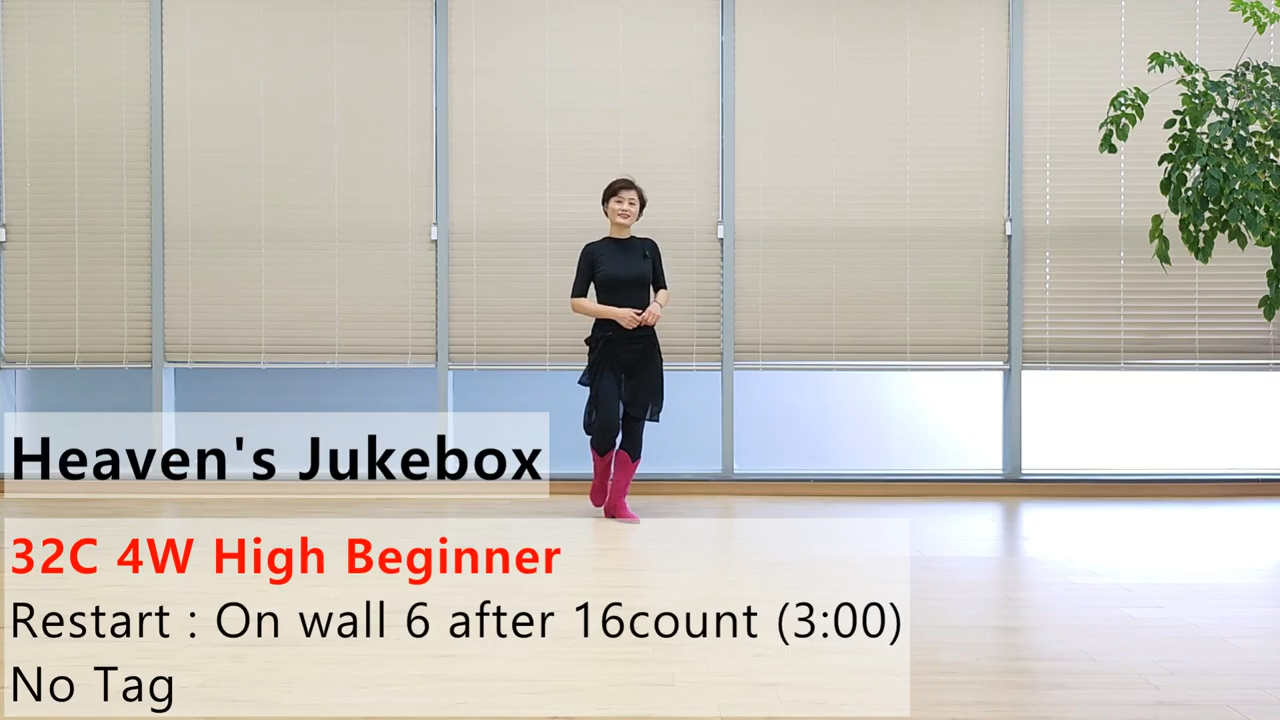 Heaven's Jukebox
32C 4W High Beginner
Restart : On wall 6 after 16count (3:00)
No Tag